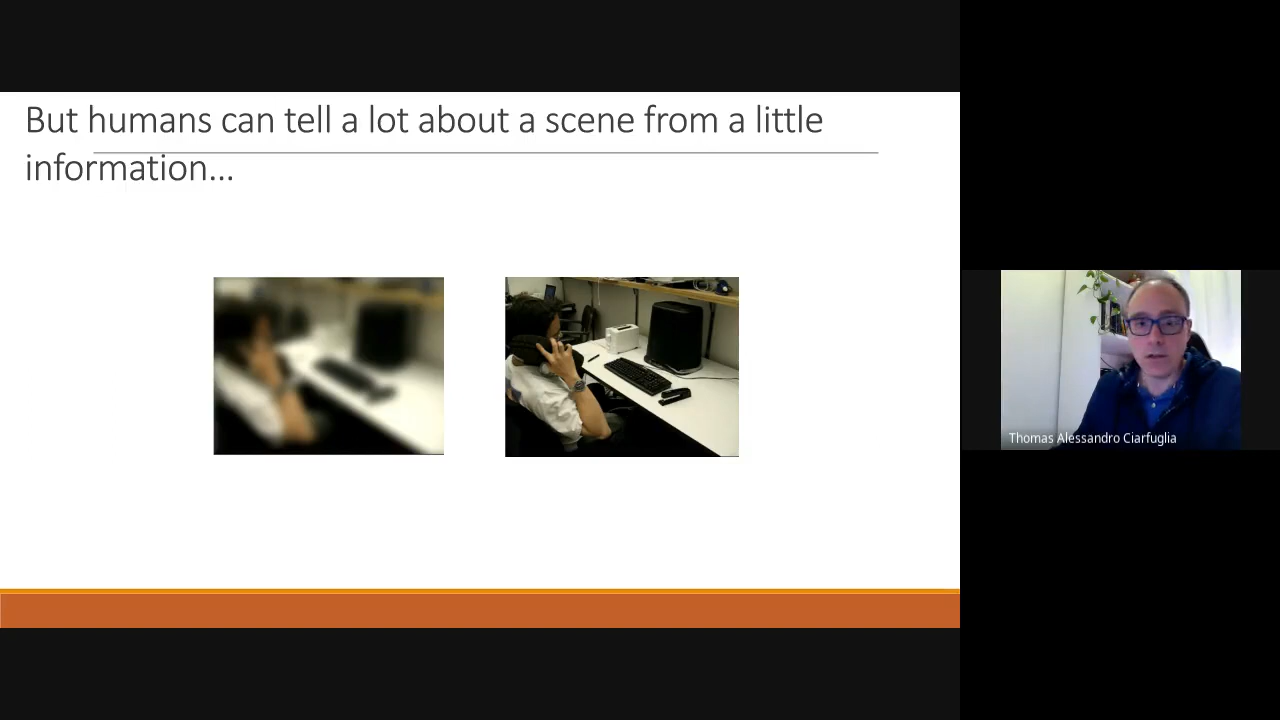 But humans can tell a lot about a scene from a little
information...
Thomas Alessandro Ciarfuglia